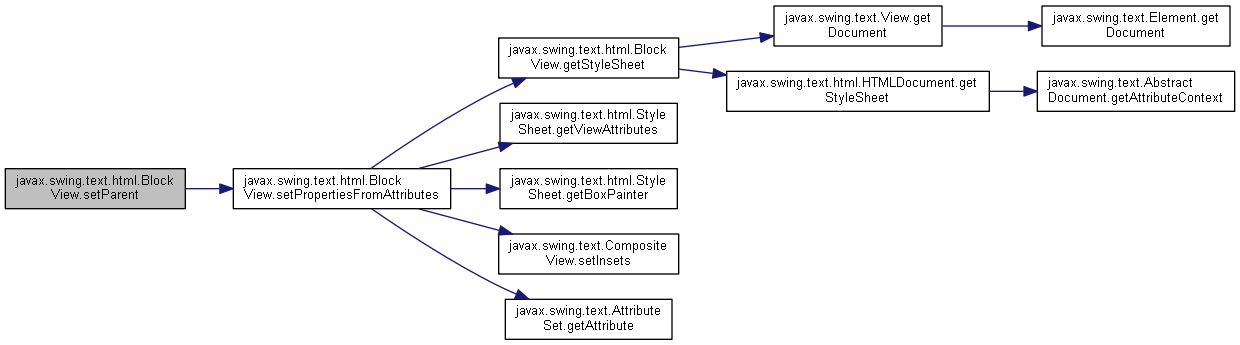 javax.swing.text.html.Block
View.setParent
javax.swing.text.html.Block
View.setPropertiesFromAttributes
javax.swing.text.html.Block
View.getStyleSheet
javax.swing.text.View.get
Document
javax.swing.text.Element.get
Document
javax.swing.text.html.HTMLDocument.get
StyleSheet
javax.swing.text.Abstract
Document.getAttributeContext
javax.swing.text.html.Style
Sheet.getViewAttributes
javax.swing.text.html.Style
Sheet.getBoxPainter
javax.swing.text.Composite
View.setInsets
javax.swing.text.Attribute
Set.getAttribute